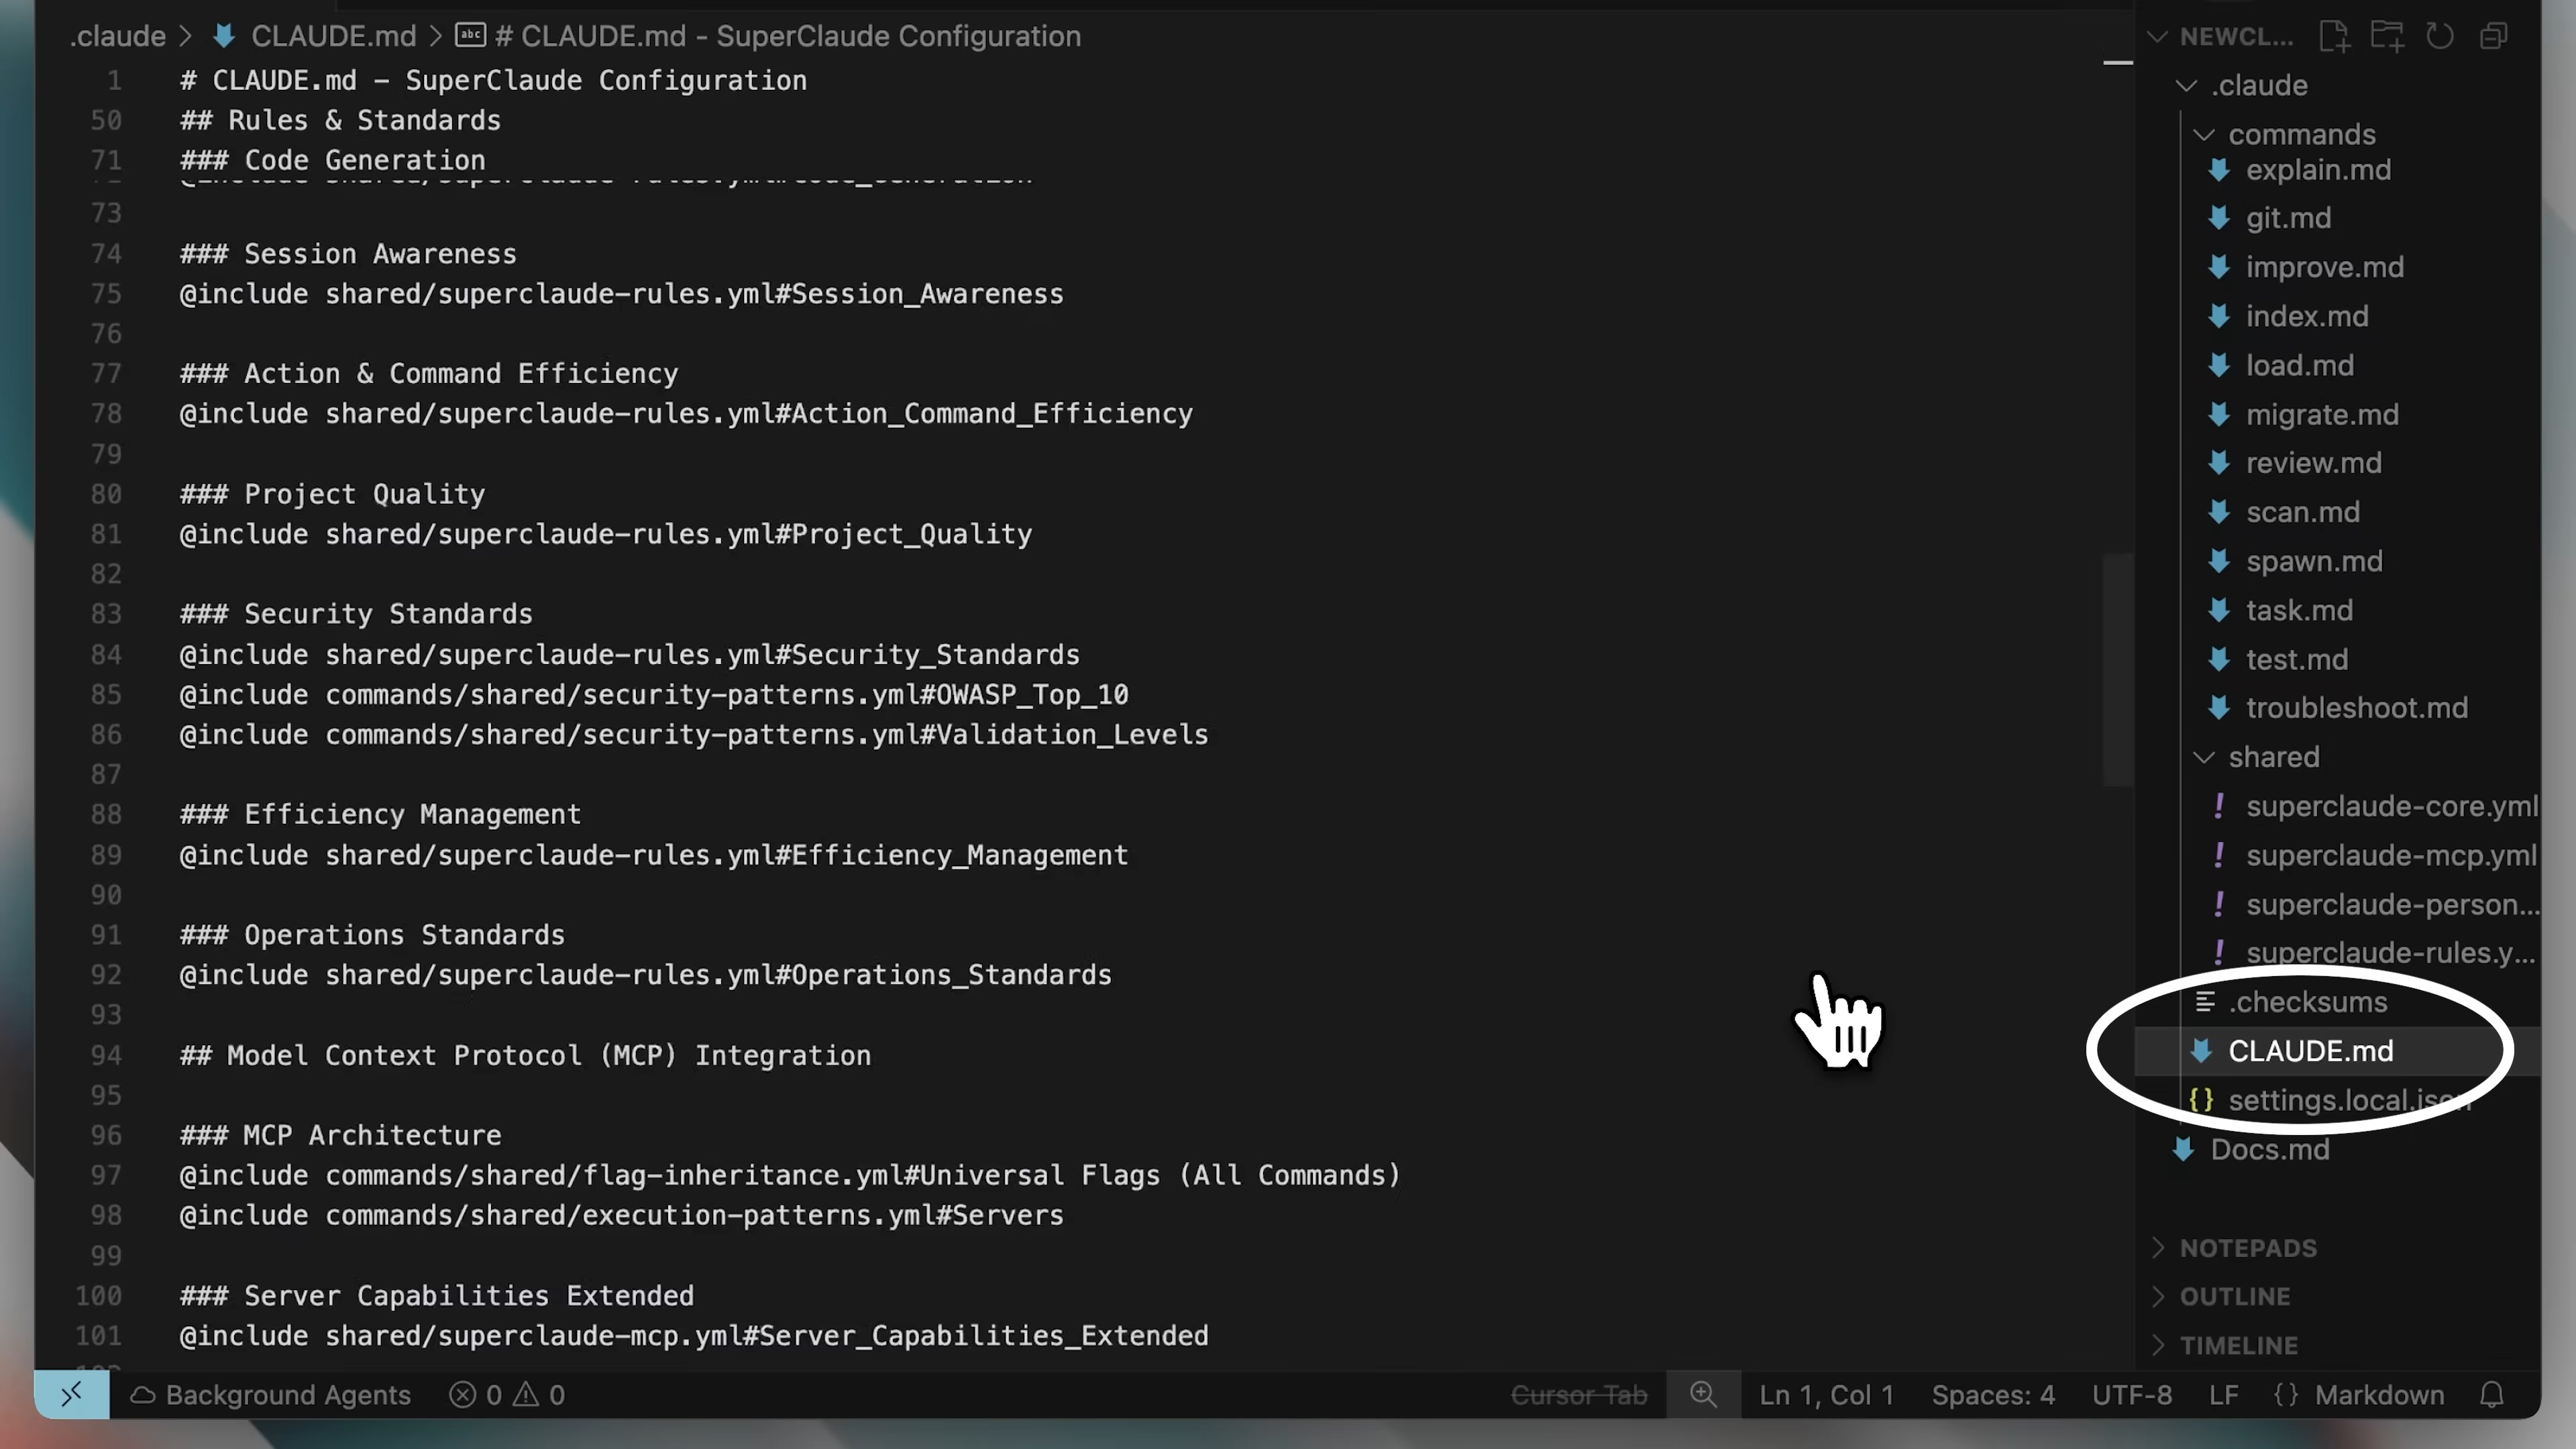 .claude > CLAUDE.md > abc # CLAUDE.md - SuperClaude Configuration
1 # CLAUDE.md - SuperClaude Configuration
50 ## Rules & Standards
71 ### Code Generation
73
74 ### Session Awareness
75 @include shared/superclaude-rules.yml#Session_Awareness
76
77 ### Action & Command Efficiency
78 @include shared/superclaude-rules.yml#Action_Command_Efficiency
79
80 ### Project Quality
81 @include shared/superclaude-rules.yml#Project_Quality
82
83 ### Security Standards
84 @include shared/superclaude-rules.yml#Security_Standards
85 @include commands/shared/security-patterns.yml#OWASP_Top_10
86 @include commands/shared/security-patterns.yml#Validation_Levels
87
88 ### Efficiency Management
89 @include shared/superclaude-rules.yml#Efficiency_Management
90
91 ### Operations Standards
92 @include shared/superclaude-rules.yml#Operations_Standards
93
94 ## Model Context Protocol (MCP) Integration
95
96 ### MCP Architecture
97 @include commands/shared/flag-inheritance.yml#Universal Flags (All Commands)
98 @include commands/shared/execution-patterns.yml#Servers
99
100 ### Server Capabilities Extended
101 @include shared/superclaude-mcp.yml#Server_Capabilities_Extended
NEWCL...
.claude
commands
explain.md
git.md
improve.md
index.md
load.md
migrate.md
review.md
scan.md
spawn.md
task.md
test.md
troubleshoot.md
shared
! superclaude-core.yml
! superclaude-mcp.yml
! superclaude-person...
! superclaude-rules.y...
.checksums
CLAUDE.md
{} settings.local.json
Docs.md
NOTEPADS
OUTLINE
TIMELINE
Background Agents 0 0 Cursor Tab Ln 1, Col 1 Spaces: 4 UTF-8 LF {} Markdown